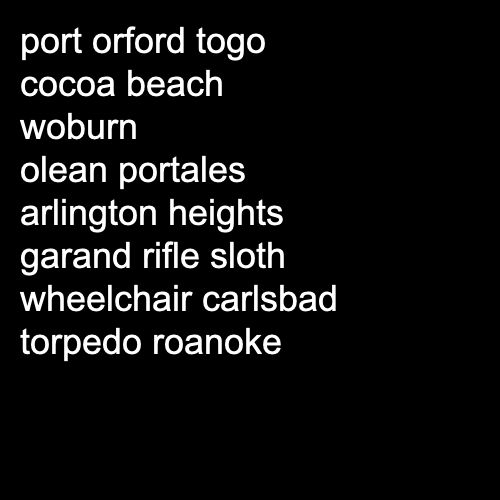 port orford togo
cocoa beach
woburn
olean portales
arlington heights
garand rifle sloth
wheelchair carlsbad
torpedo roanoke